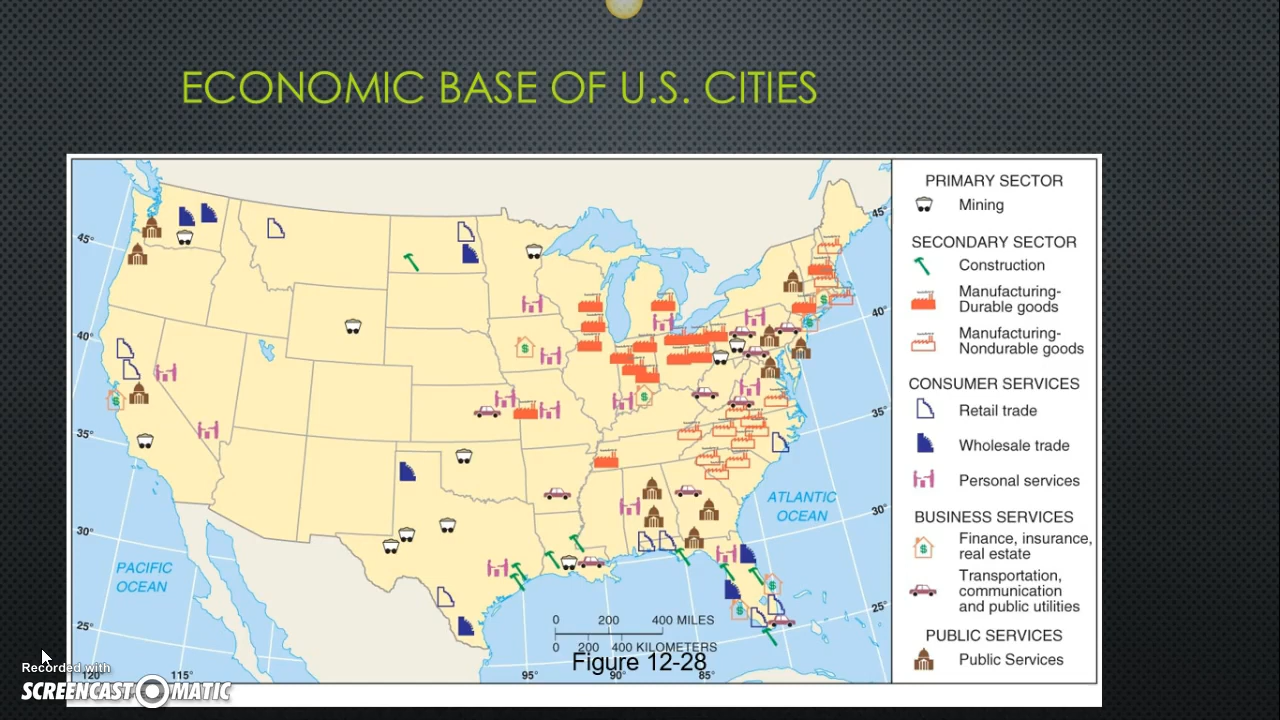 ECONOMIC BASE OF U.S. CITIES
PRIMARY SECTOR
Mining
SECONDARY SECTOR
Construction
Manufacturing-
Durable goods
Manufacturing-
Nondurable goods
CONSUMER SERVICES
Retail trade
Wholesale trade
Personal services
BUSINESS SERVICES
Finance, insurance,
real estate
Transportation,
communication
and public utilities
PUBLIC SERVICES
Public Services
45°
40°
35°
30°
25°
120°
115°
95°
90°
85°
45°
40°
35°
30°
25°
PACIFIC
OCEAN
ATLANTIC
OCEAN
0 200 400 MILES
0 200 400 KILOMETERS
Figure 12-28
Recorded with
SCREENCAST-O-MATIC